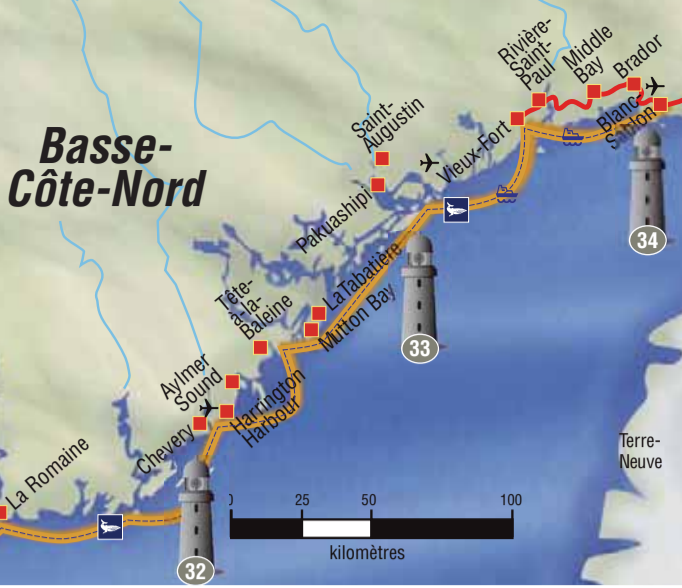 Basse-
Côte-Nord
Rivière-
Saint-
Paul
Middle
Bay
Brador
Blanc-
Sablon
Vieux-Fort
Saint-
Augustin
Pakuashipi
34
La Tabatière
Mutton Bay
33
Tête-
à-la-
Baleine
Aylmer
Sound
Harrington
Harbour
Chevery
La Romaine
Terre-
Neuve
0 25 50 100
kilomètres
32